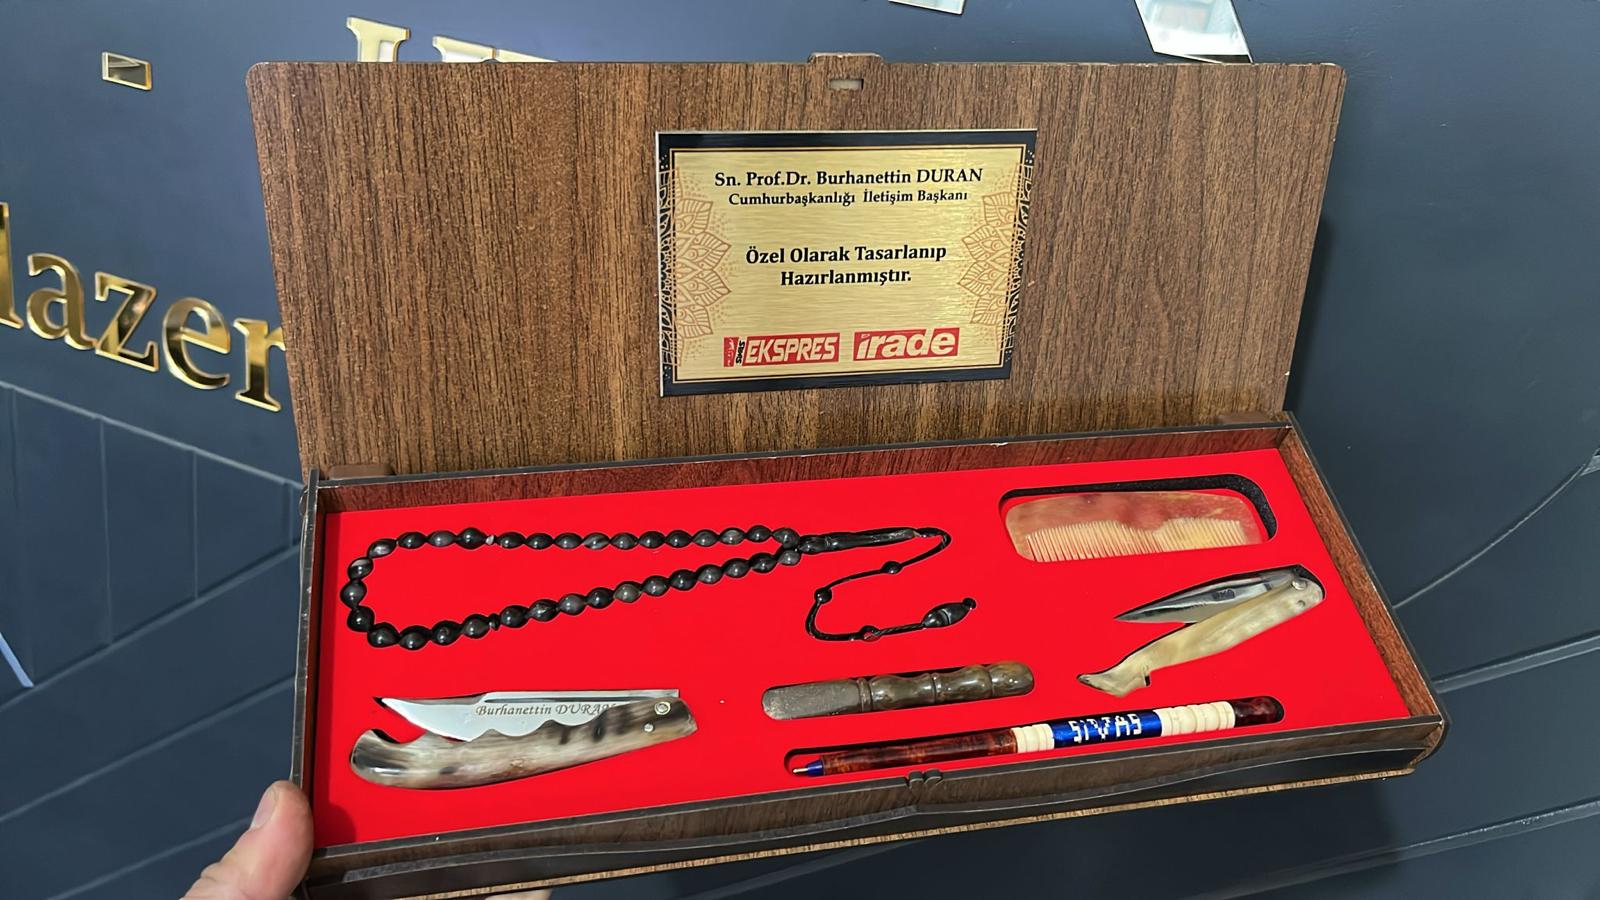 lazer
Sn. Prof.Dr. Burhanettin DURAN
Cumhurbaşkanlığı İletişim Başkanı
Özel Olarak Tasarlanıp
Hazırlanmıştır.
EKSPRES irade
Burhanettin DURAN
SİVAS